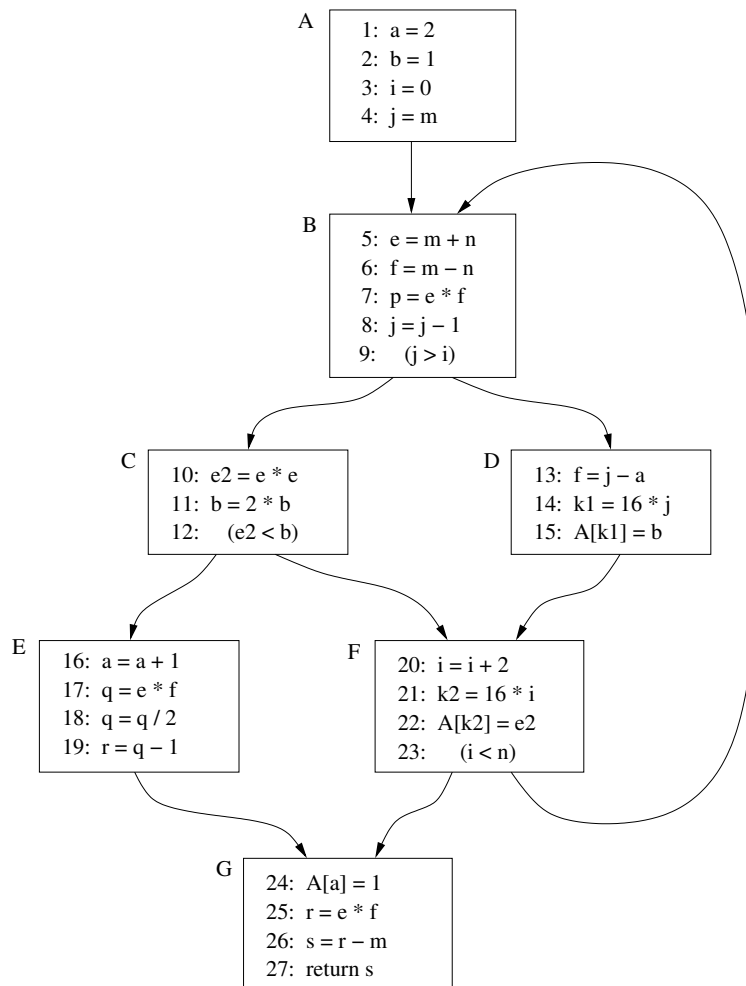 A
1: a = 2
2: b = 1
3: i = 0
4: j = m
B
5: e = m + n
6: f = m − n
7: p = e * f
8: j = j − 1
9: (j > i)
C
10: e2 = e * e
11: b = 2 * b
12: (e2 < b)
D
13: f = j − a
14: k1 = 16 * j
15: A[k1] = b
E
16: a = a + 1
17: q = e * f
18: q = q / 2
19: r = q − 1
F
20: i = i + 2
21: k2 = 16 * i
22: A[k2] = e2
23: (i < n)
G
24: A[a] = 1
25: r = e * f
26: s = r − m
27: return s